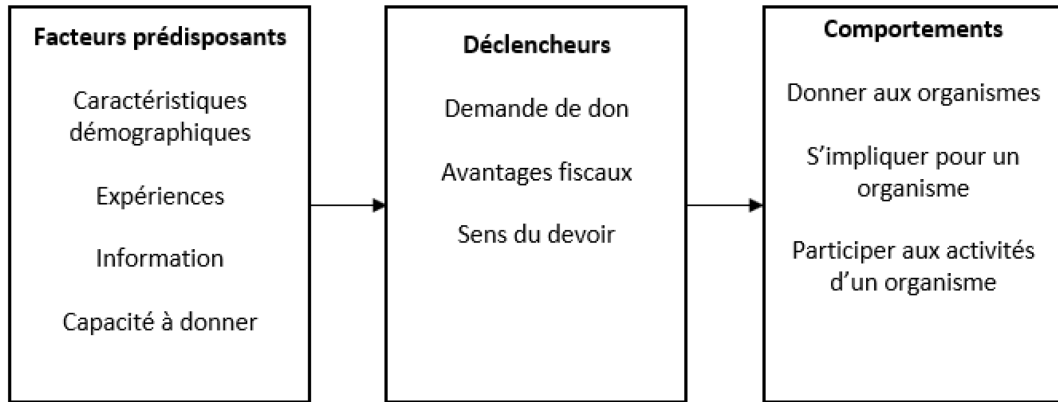 Facteurs prédisposants
Caractéristiques
démographiques
Expériences
Information
Capacité à donner
Déclencheurs
Demande de don
Avantages fiscaux
Sens du devoir
Comportements
Donner aux organismes
S’impliquer pour un
organisme
Participer aux activités
d’un organisme